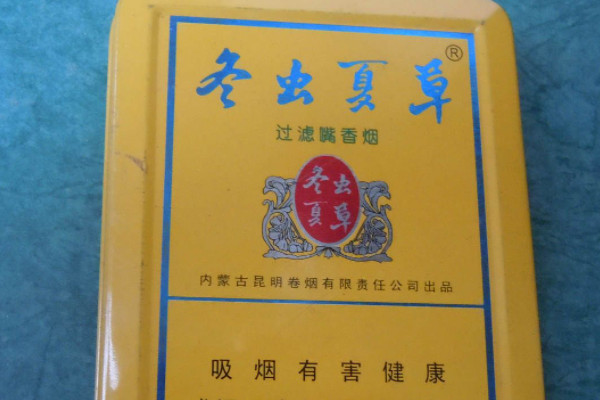 冬虫夏草®
过滤嘴香烟
冬虫
夏草
内蒙古昆明卷烟有限责任公司出品
吸烟有害健康